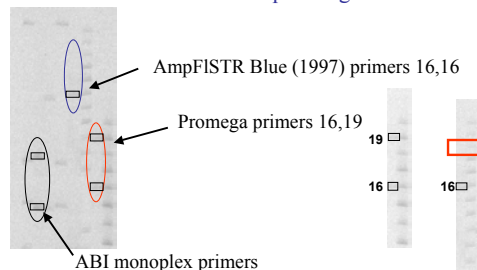 AmpFlSTR Blue (1997) primers 16,16
Promega primers 16,19
19
16
16
ABI monoplex primers